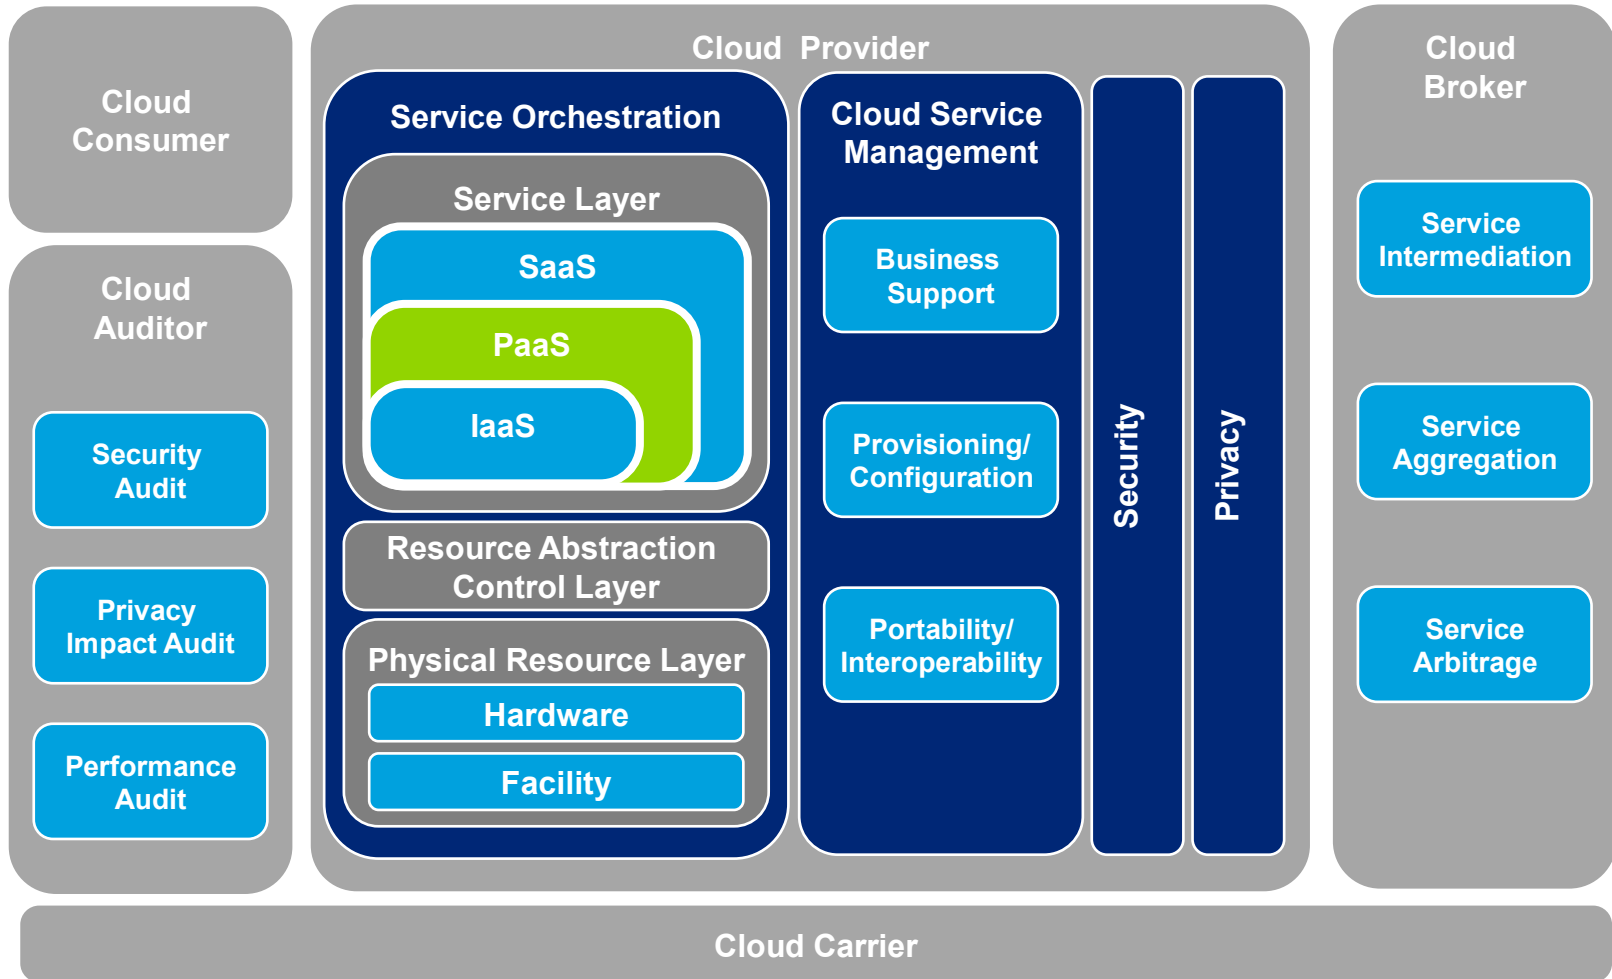 Cloud
Consumer
Cloud
Auditor
Security
Audit
Privacy
Impact Audit
Performance
Audit
Cloud Provider
Service Orchestration
Service Layer
SaaS
PaaS
IaaS
Resource Abstraction
Control Layer
Physical Resource Layer
Hardware
Facility
Cloud Service
Management
Business
Support
Provisioning/
Configuration
Portability/
Interoperability
Security
Privacy
Cloud
Broker
Service
Intermediation
Service
Aggregation
Service
Arbitrage
Cloud Carrier